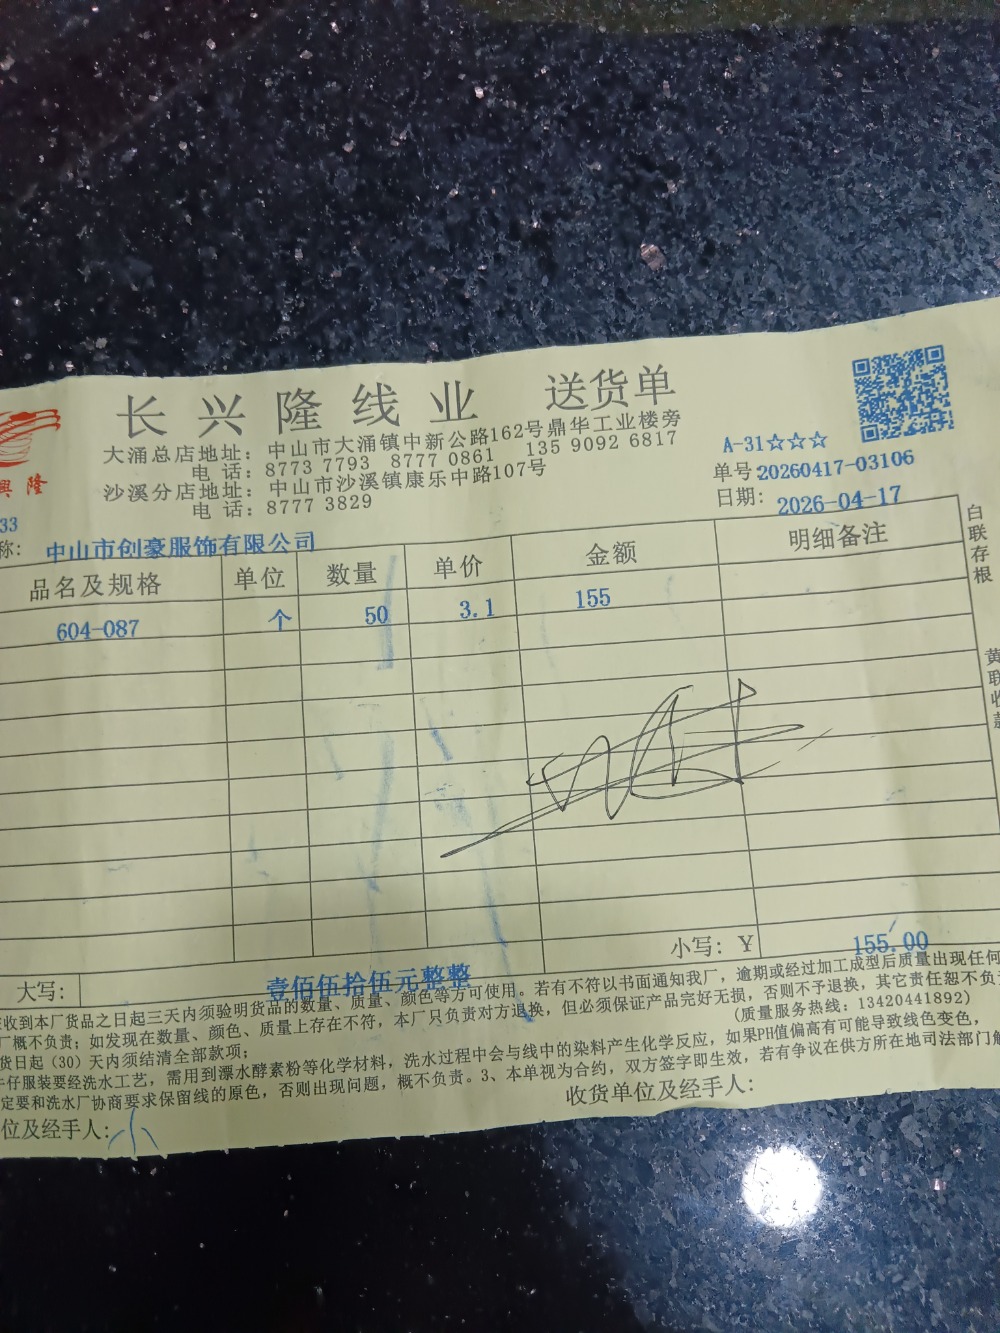 长兴隆线业 送货单
大涌总店地址：中山市大涌镇中新公路162号鼎华工业楼旁
电话：8773 7793 8777 0861 135 9092 6817
沙溪分店地址：中山市沙溪镇康乐中路107号
电话：8777 3829
A-31☆☆☆
单号:20260417-03106
日期：2026-04-17
興隆
33
称：中山市创豪服饰有限公司
品名及规格 单位 数量 单价 金额 明细备注
604-087 个 50 3.1 155
白联存根
黄联收款
小写：Y 155.00
大写：壹佰伍拾伍元整整
收到本厂货品之日起三天内须验明货品的数量、质量、颜色等方可使用。若有不符以书面通知我厂，逾期或经过加工成型后质量出现任何
厂概不负责；如发现在数量、颜色、质量上存在不符，本厂只负责对方退换，但必须保证产品完好无损，否则不予退换，其它责任恕不负
货日起（30）天内须结清全部款项；
(质量服务热线：13420441892)
仔服装要经洗水工艺，需用到漂水酵素粉等化学材料，洗水过程中会与线中的染料产生化学反应，如果PH值偏高有可能导致线色变色，
定要和洗水厂协商要求保留线的原色，否则出现问题，概不负责。3、本单视为合约，双方签字即生效，若有争议在供方所在地司法部门解
位及经手人：小
收货单位及经手人：